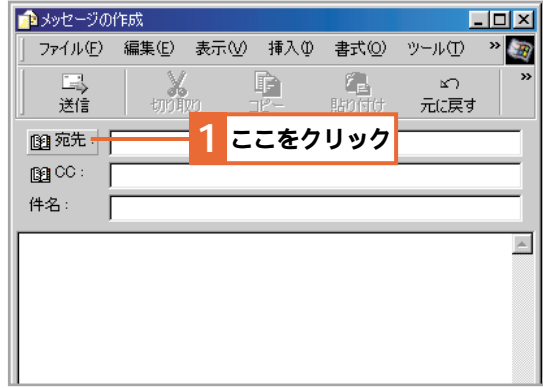 メッセージの作成
ファイル(F) 編集(E) 表示(V) 挿入(I) 書式(O) ツール(T) »
送信 切り取り コピー 貼り付け 元に戻す »
宛先 : 1 ここをクリック
CC :
件名 :